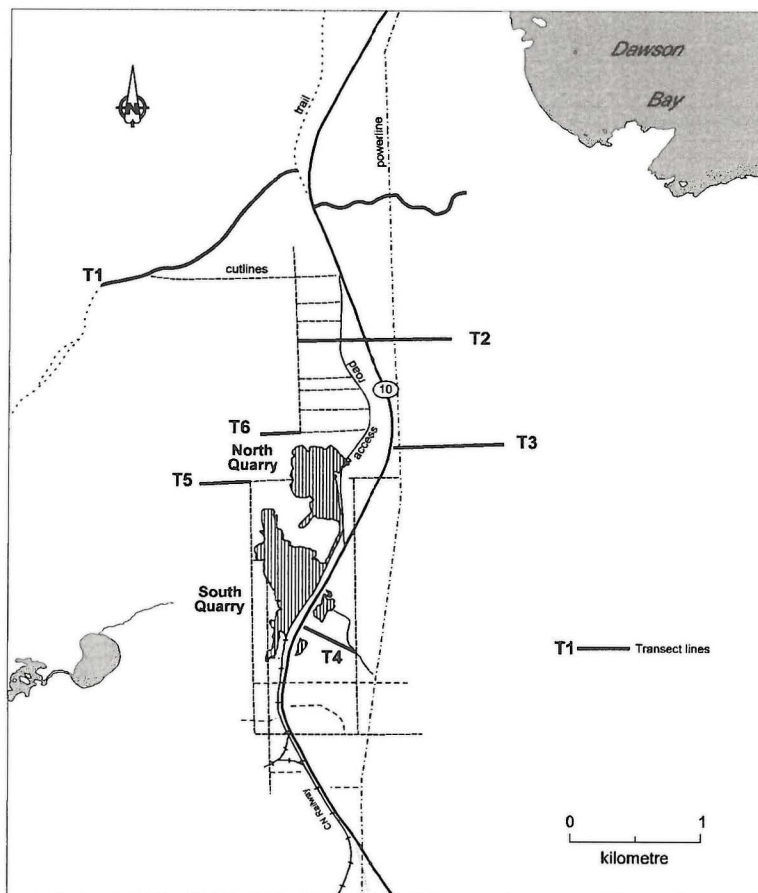 Dawson
Bay
N
trail
powerline
T1
cutlines
T2
road
10
T6
access
T3
North
Quarry
T5
South
Quarry
T4
T1 Transect lines
CN Railway
0 1
kilometre